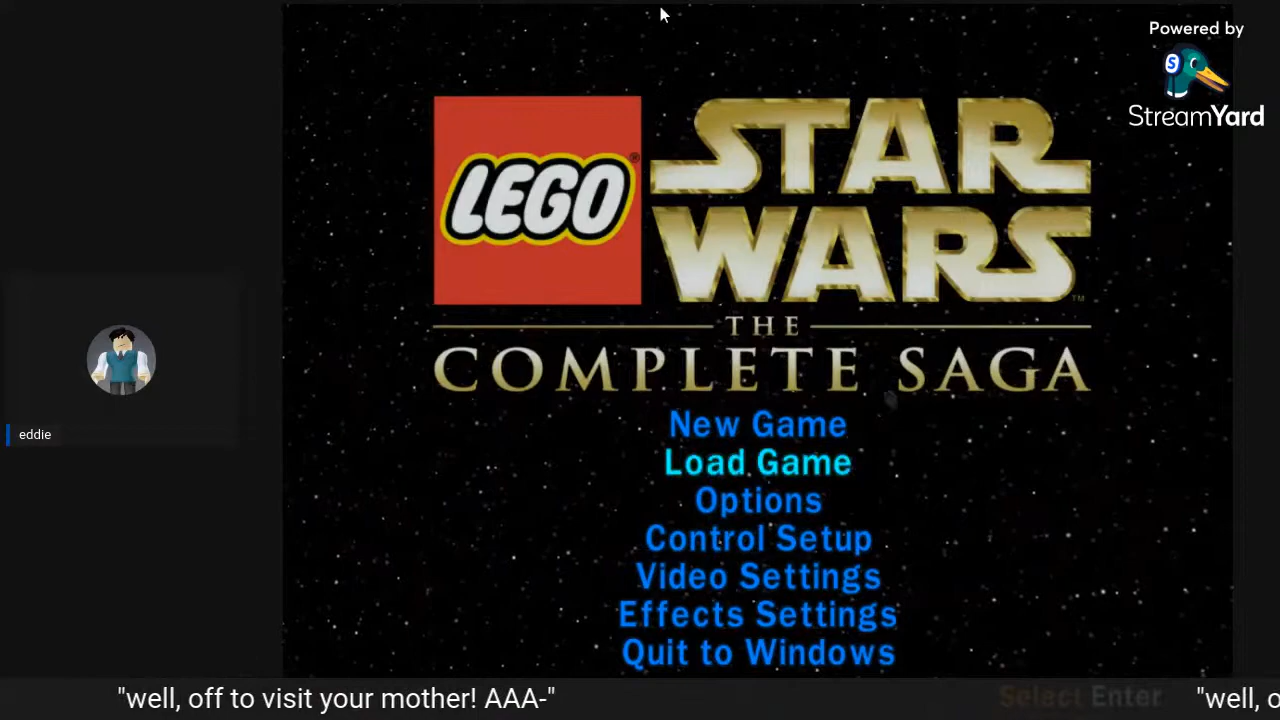 Powered by
StreamYard
LEGO®
STAR
WARS™
THE
COMPLETE SAGA
New Game
Load Game
Options
Control Setup
Video Settings
Effects Settings
Quit to Windows
eddie
Select Enter
"well, off to visit your mother! AAA-"
"well, o